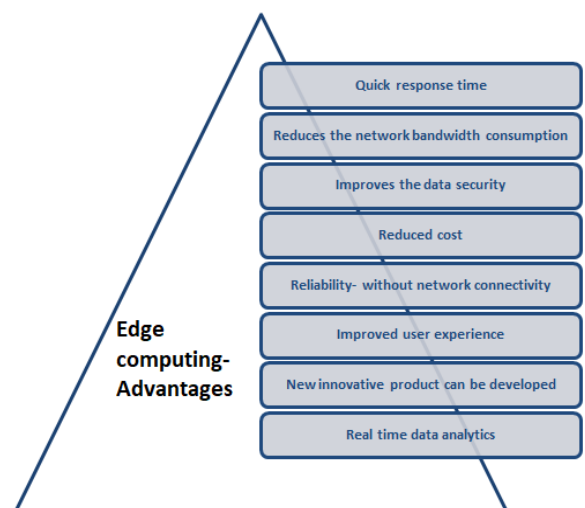 Quick response time
Reduces the network bandwidth consumption
Improves the data security
Reduced cost
Reliability- without network connectivity
Improved user experience
New innovative product can be developed
Real time data analytics
Edge
computing-
Advantages